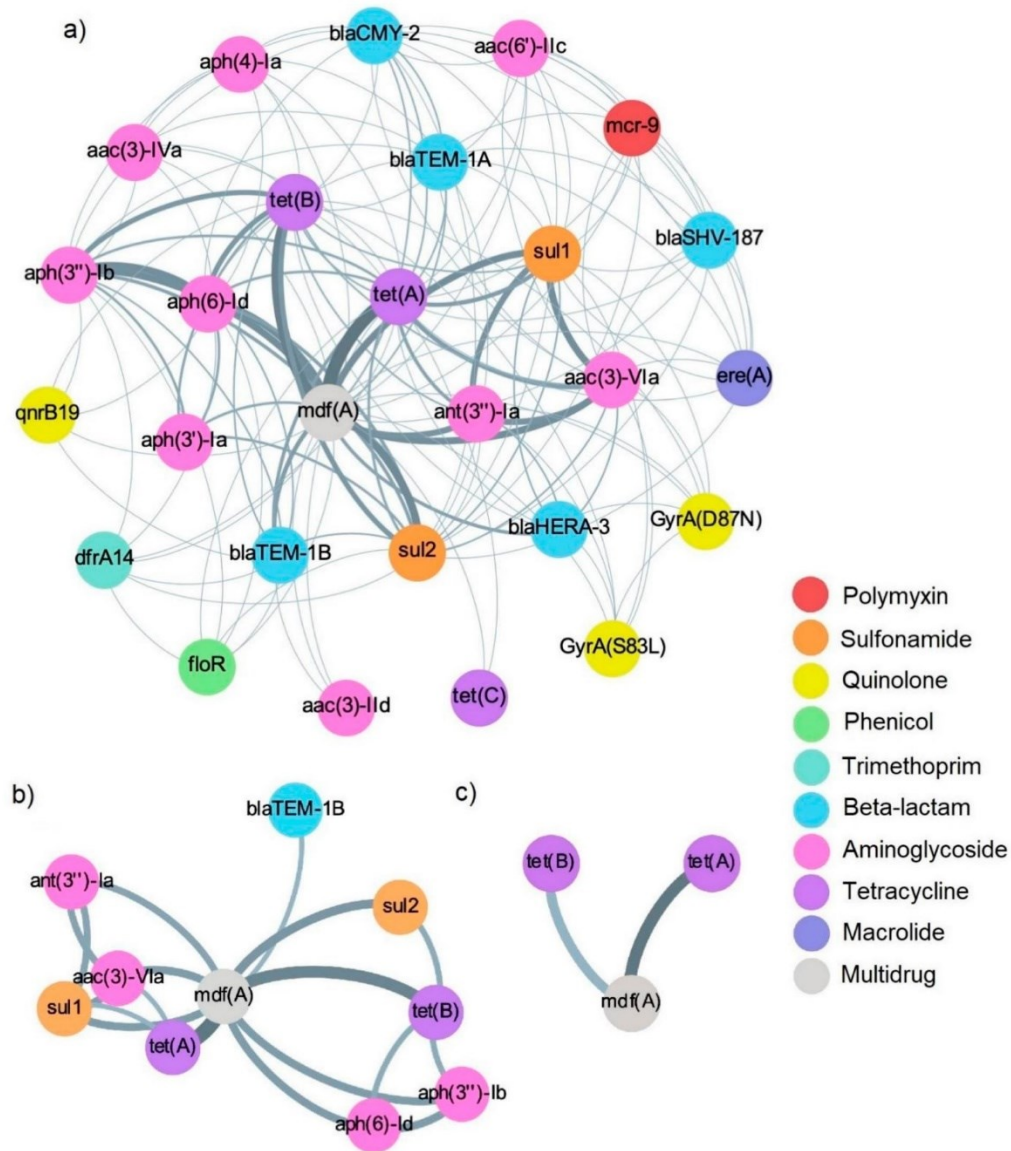 a)
blaCMY-2
aac(6')-IIc
aph(4)-Ia
mcr-9
aac(3)-IVa
blaTEM-1A
tet(B)
blaSHV-187
sul1
aph(3'')-Ib
aph(6)-Id
tet(A)
aac(3)-VIa
ere(A)
qnrB19
mdf(A)
ant(3'')-Ia
aph(3')-Ia
GyrA(D87N)
blaHERA-3
dfrA14
blaTEM-1B
sul2
GyrA(S83L)
floR
aac(3)-IId
tet(C)
Polymyxin
Sulfonamide
Quinolone
Phenicol
Trimethoprim
Beta-lactam
Aminoglycoside
Tetracycline
Macrolide
Multidrug
b)
blaTEM-1B
ant(3'')-Ia
sul2
aac(3)-VIa
mdf(A)
sul1
tet(B)
tet(A)
aph(3'')-Ib
aph(6)-Id
c)
tet(B)
tet(A)
mdf(A)